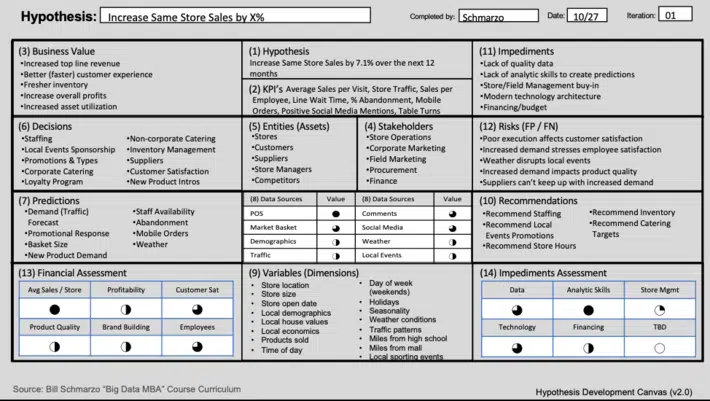 Hypothesis: Increase Same Store Sales by X%
Completed by: Schmarzo Date: 10/27 Iteration: 01
(3) Business Value
•Increased top line revenue
•Better (faster) customer experience
•Fresher inventory
•Increase overall profits
•Increased asset utilization
(1) Hypothesis
Increase Same Store Sales by 7.1% over the next 12
months
(2) KPI's Average Sales per Visit, Store Traffic, Sales per
Employee, Line Wait Time, % Abandonment, Mobile
Orders, Positive Social Media Mentions, Table Turns
(11) Impediments
•Lack of quality data
•Lack of analytic skills to create predictions
•Store/Field Management buy-in
•Modern technology architecture
•Financing/budget
(6) Decisions
•Staffing
•Local Events Sponsorship
•Promotions & Types
•Corporate Catering
•Loyalty Program
•Non-corporate Catering
•Inventory Management
•Suppliers
•Customer Satisfaction
•New Product Intros
(5) Entities (Assets)
•Stores
•Customers
•Suppliers
•Store Managers
•Competitors
(4) Stakeholders
•Store Operations
•Corporate Marketing
•Field Marketing
•Procurement
•Finance
(12) Risks (FP / FN)
•Poor execution affects customer satisfaction
•Increased demand stresses employee satisfaction
•Weather disrupts local events
•Increased demand impacts product quality
•Suppliers can't keep up with increased demand
(7) Predictions
•Demand (Traffic)
Forecast
•Promotional Response
•Basket Size
•New Product Demand
•Staff Availability
•Abandonment
•Mobile Orders
•Weather
(8) Data Sources Value (8) Data Sources Value
POS Comments
Market Basket Social Media
Demographics Weather
Traffic Local Events
(10) Recommendations
•Recommend Staffing
•Recommend Local
Events Promotions
•Recommend Store Hours
•Recommend Inventory
•Recommend Catering
Targets
(13) Financial Assessment
Avg Sales / Store Profitability Customer Sat
Product Quality Brand Building Employees
(9) Variables (Dimensions)
• Store location
• Store size
• Store open date
• Local demographics
• Local house values
• Local economics
• Products sold
• Time of day
• Day of week
(weekends)
• Holidays
• Seasonality
• Weather conditions
• Traffic patterns
• Miles from high school
• Miles from mall
• Local sporting events
(14) Impediments Assessment
Data Analytic Skills Store Mgmt
Technology Financing TBD
Source: Bill Schmarzo "Big Data MBA" Course Curriculum
Hypothesis Development Canvas (v2.0)